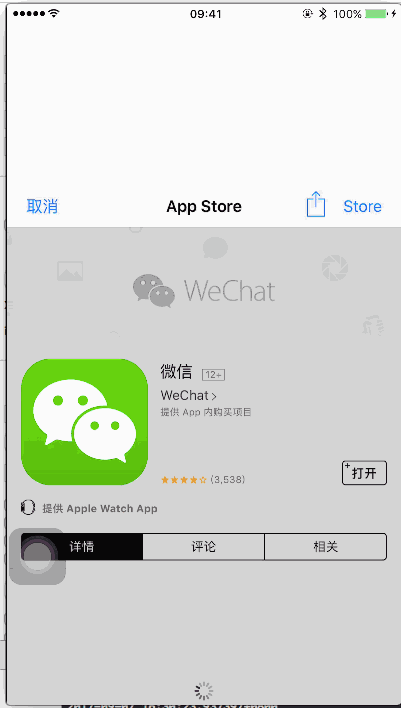 09:41
100%
取消
App Store
Store
WeChat
微信 12+
WeChat >
提供 App 内购买项目
★★★★☆ (3,538)
+打开
提供 Apple Watch App
详情
评论
相关